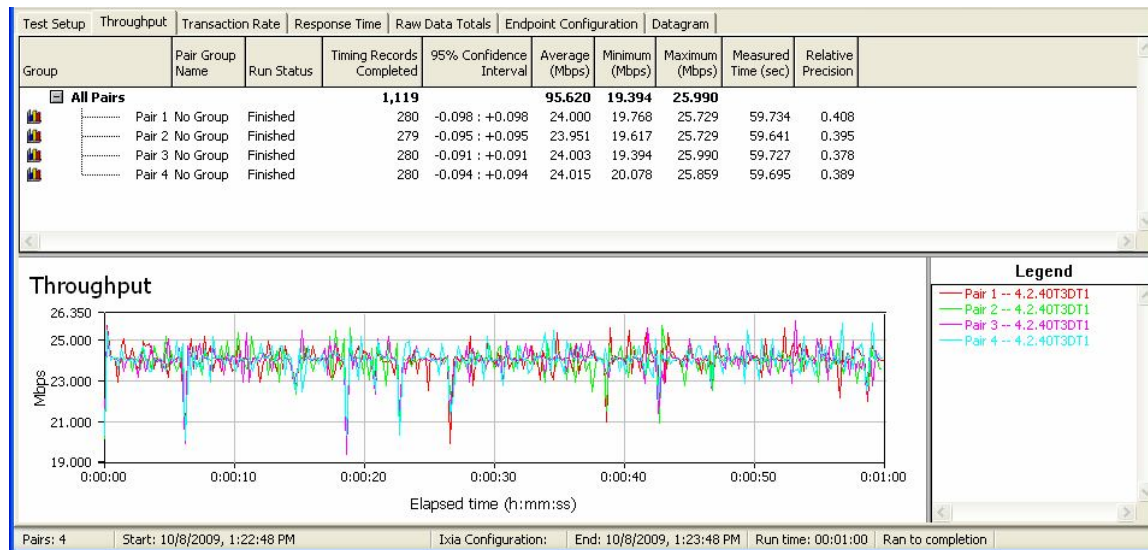 Test Setup Throughput Transaction Rate Response Time Raw Data Totals Endpoint Configuration Datagram
Group Pair Group Name Run Status Timing Records Completed 95% Confidence Interval Average (Mbps) Minimum (Mbps) Maximum (Mbps) Measured Time (sec) Relative Precision
All Pairs 1,119 95.620 19.394 25.990
Pair 1 No Group Finished 280 -0.098 : +0.098 24.000 19.768 25.729 59.734 0.408
Pair 2 No Group Finished 279 -0.095 : +0.095 23.951 19.617 25.729 59.641 0.395
Pair 3 No Group Finished 280 -0.091 : +0.091 24.003 19.394 25.990 59.727 0.378
Pair 4 No Group Finished 280 -0.094 : +0.094 24.015 20.078 25.859 59.695 0.389
Throughput
Mbps
26.350
25.000
23.000
21.000
19.000
0:00:00 0:00:10 0:00:20 0:00:30 0:00:40 0:00:50 0:01:00
Elapsed time (h:mm:ss)
Legend
Pair 1 -- 4.2.40T3DT1
Pair 2 -- 4.2.40T3DT1
Pair 3 -- 4.2.40T3DT1
Pair 4 -- 4.2.40T3DT1
Pairs: 4 Start: 10/8/2009, 1:22:48 PM Ixia Configuration: End: 10/8/2009, 1:23:48 PM Run time: 00:01:00 Ran to completion